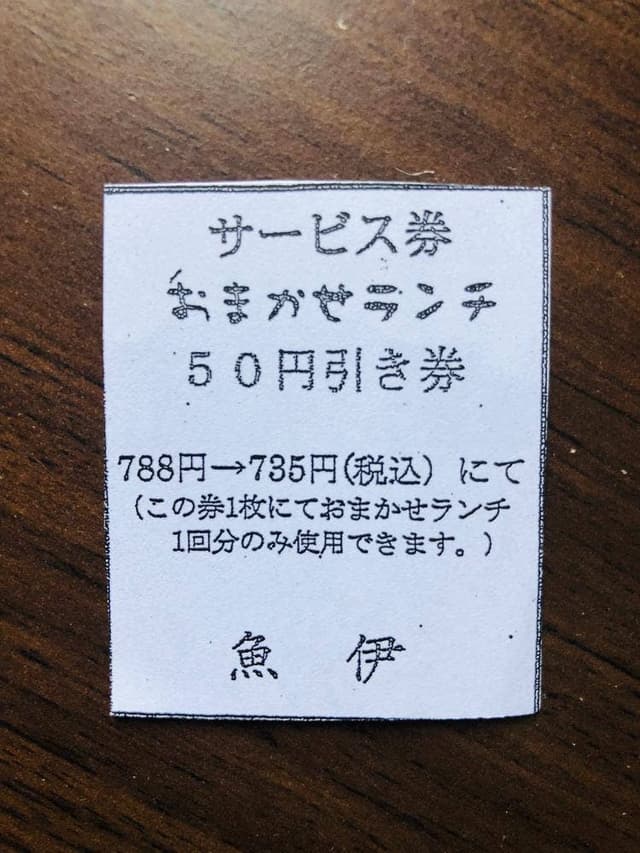 サービス券
おまかせランチ
５０円引き券
788円→735円(税込) にて
(この券1枚にておまかせランチ
1回分のみ使用できます。)
魚 伊